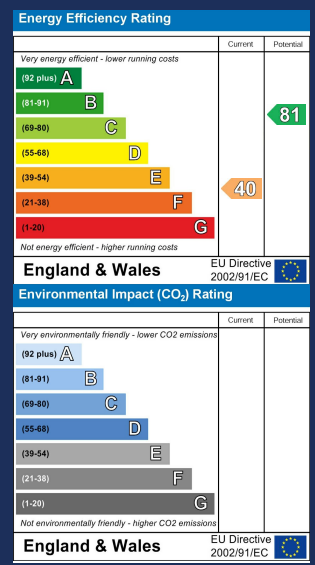 Energy Efficiency Rating
Current Potential
Very energy efficient - lower running costs
(92 plus) A
(81-91) B
81
(69-80) C
(55-68) D
(39-54) E
40
(21-38) F
(1-20) G
Not energy efficient - higher running costs
England & Wales
EU Directive
2002/91/EC
Environmental Impact (CO₂) Rating
Current Potential
Very environmentally friendly - lower CO2 emissions
(92 plus) A
(81-91) B
(69-80) C
(55-68) D
(39-54) E
(21-38) F
(1-20) G
Not environmentally friendly - higher CO2 emissions
England & Wales
EU Directive
2002/91/EC